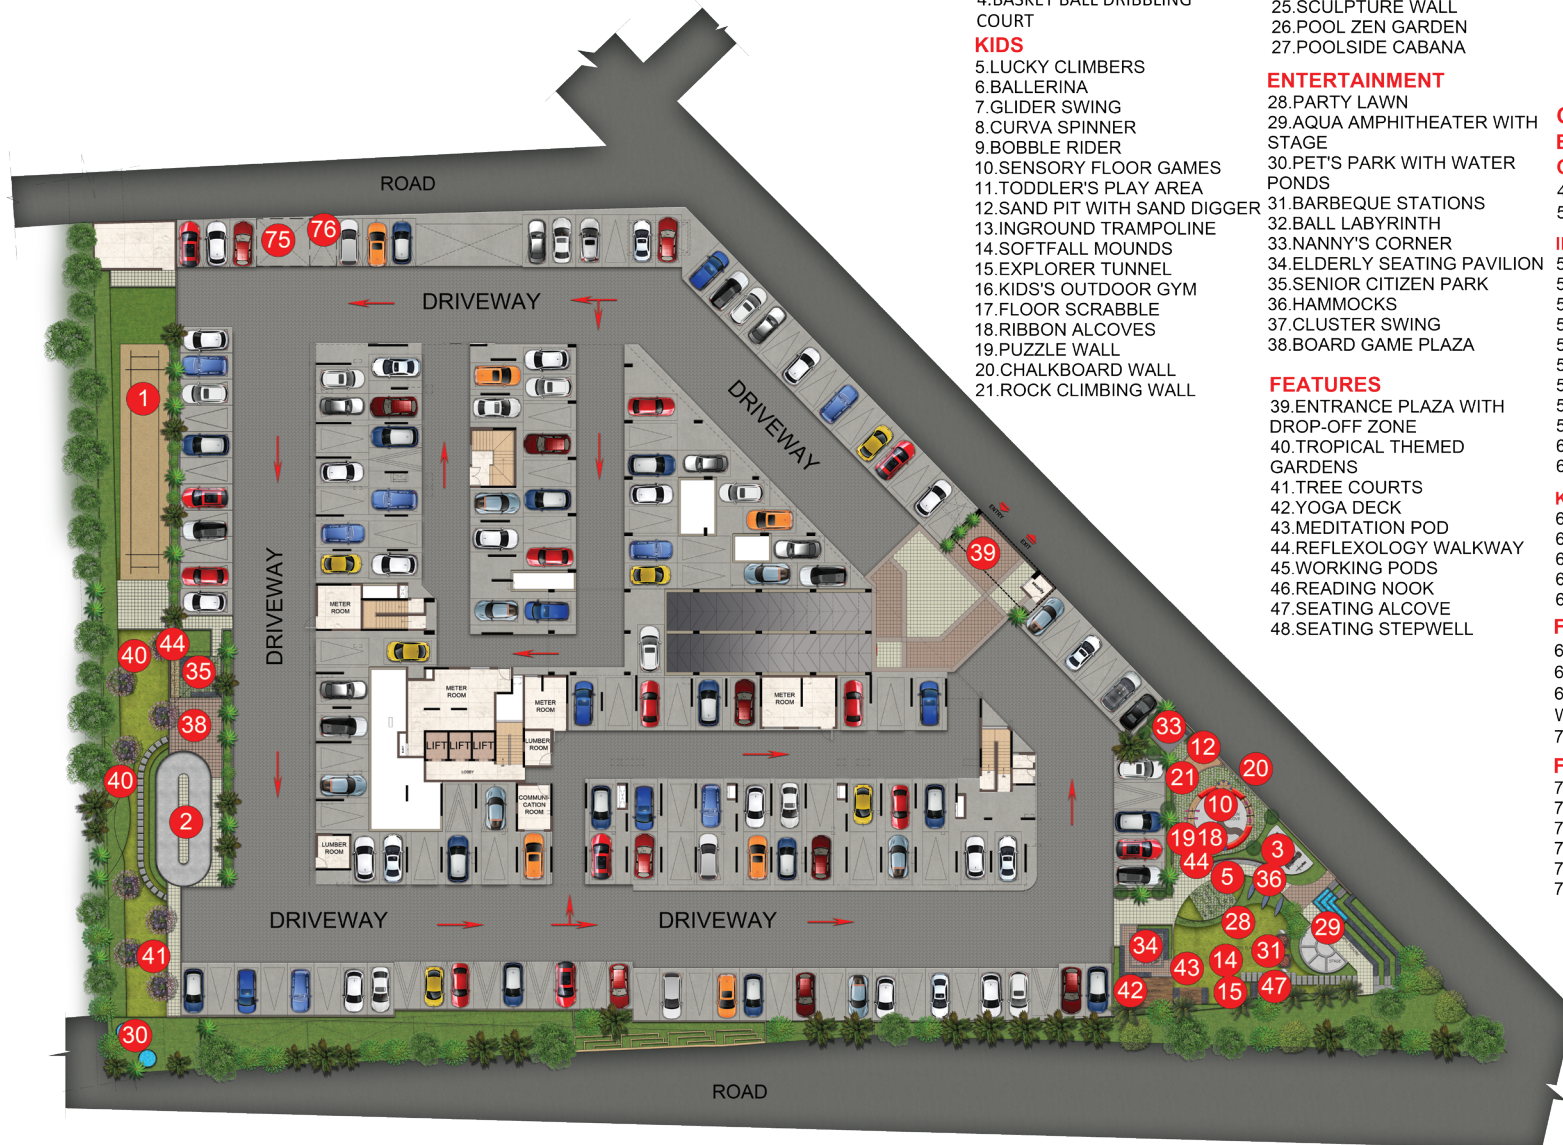 4.BASKET BALL DRIBBLING
COURT
KIDS
5.LUCKY CLIMBERS
6.BALLERINA
7.GLIDER SWING
8.CURVA SPINNER
9.BOBBLE RIDER
10.SENSORY FLOOR GAMES
11.TODDLER'S PLAY AREA
12.SAND PIT WITH SAND DIGGER
13.INGROUND TRAMPOLINE
14.SOFTFALL MOUNDS
15.EXPLORER TUNNEL
16.KIDS'S OUTDOOR GYM
17.FLOOR SCRABBLE
18.RIBBON ALCOVES
19.PUZZLE WALL
20.CHALKBOARD WALL
21.ROCK CLIMBING WALL
25.SCULPTURE WALL
26.POOL ZEN GARDEN
27.POOLSIDE CABANA
ENTERTAINMENT
28.PARTY LAWN
29.AQUA AMPHITHEATER WITH
STAGE
30.PET'S PARK WITH WATER
PONDS
31.BARBEQUE STATIONS
32.BALL LABYRINTH
33.NANNY'S CORNER
34.ELDERLY SEATING PAVILION
35.SENIOR CITIZEN PARK
36.HAMMOCKS
37.CLUSTER SWING
38.BOARD GAME PLAZA
FEATURES
39.ENTRANCE PLAZA WITH
DROP-OFF ZONE
40.TROPICAL THEMED
GARDENS
41.TREE COURTS
42.YOGA DECK
43.MEDITATION POD
44.REFLEXOLOGY WALKWAY
45.WORKING PODS
46.READING NOOK
47.SEATING ALCOVE
48.SEATING STEPWELL
ROAD
75
76
DRIVEWAY
DRIVEWAY
1
ENTRY
EXIT
39
DRIVEWAY
METER
ROOM
40
44
35
38
METER
ROOM
METER
ROOM
METER
ROOM
LIFT LIFT LIFT
LUMBER
ROOM
LOBBY
COMMUNI-
CATION
ROOM
LUMBER
ROOM
40
2
33
12
20
21
10
19 18
3
44
5
36
28
29
34
31
14
43
42
15
47
STAGE
DRIVEWAY
DRIVEWAY
41
30
ROAD